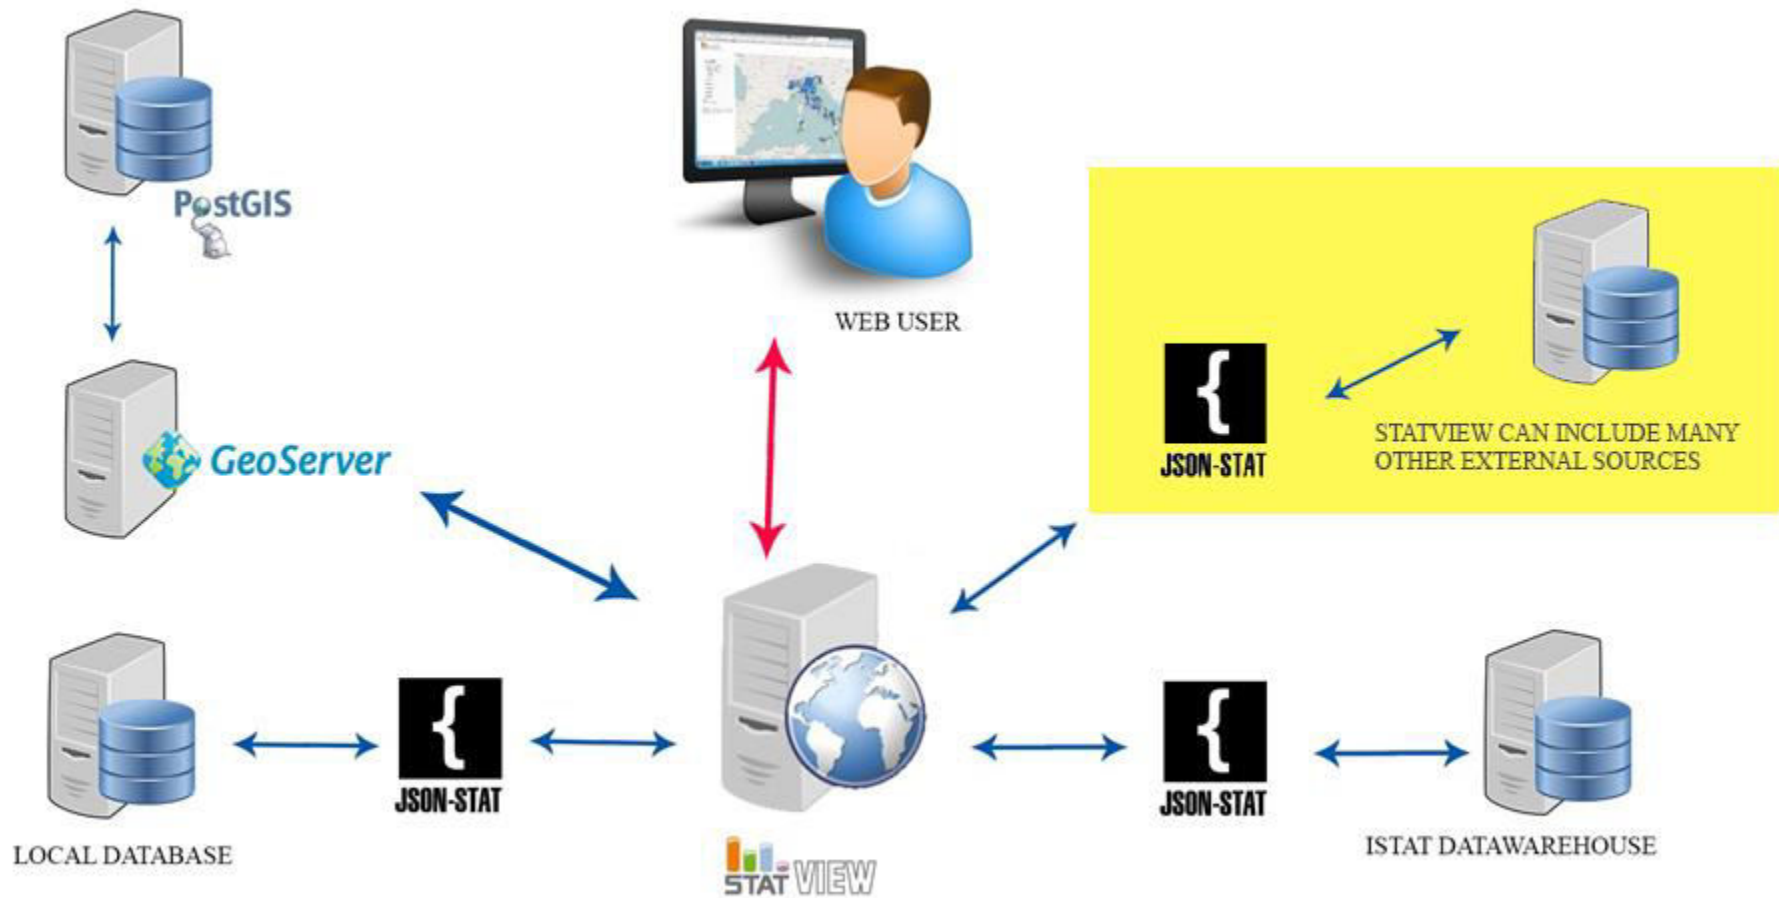 PostGIS
WEB USER
{
JSON-STAT
STATVIEW CAN INCLUDE MANY
OTHER EXTERNAL SOURCES
GeoServer
{
JSON-STAT
{
JSON-STAT
LOCAL DATABASE
STAT VIEW
ISTAT DATAWAREHOUSE